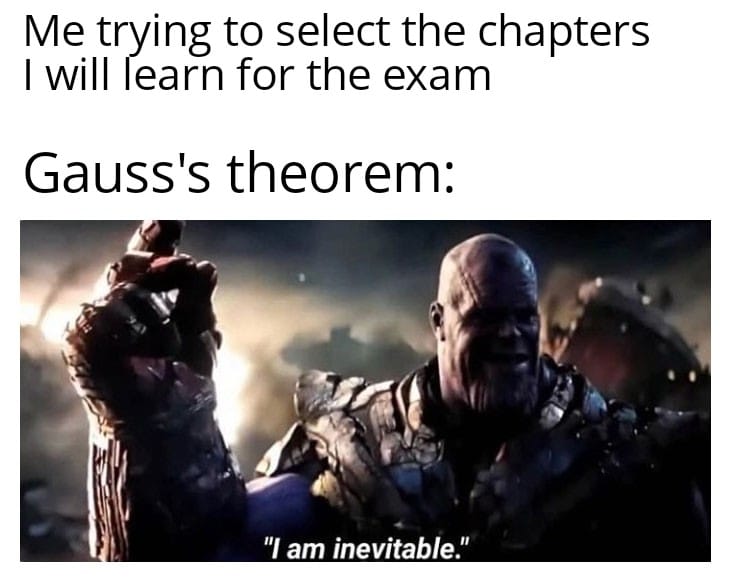 Me trying to select the chapters
I will learn for the exam
Gauss's theorem:
"I am inevitable."